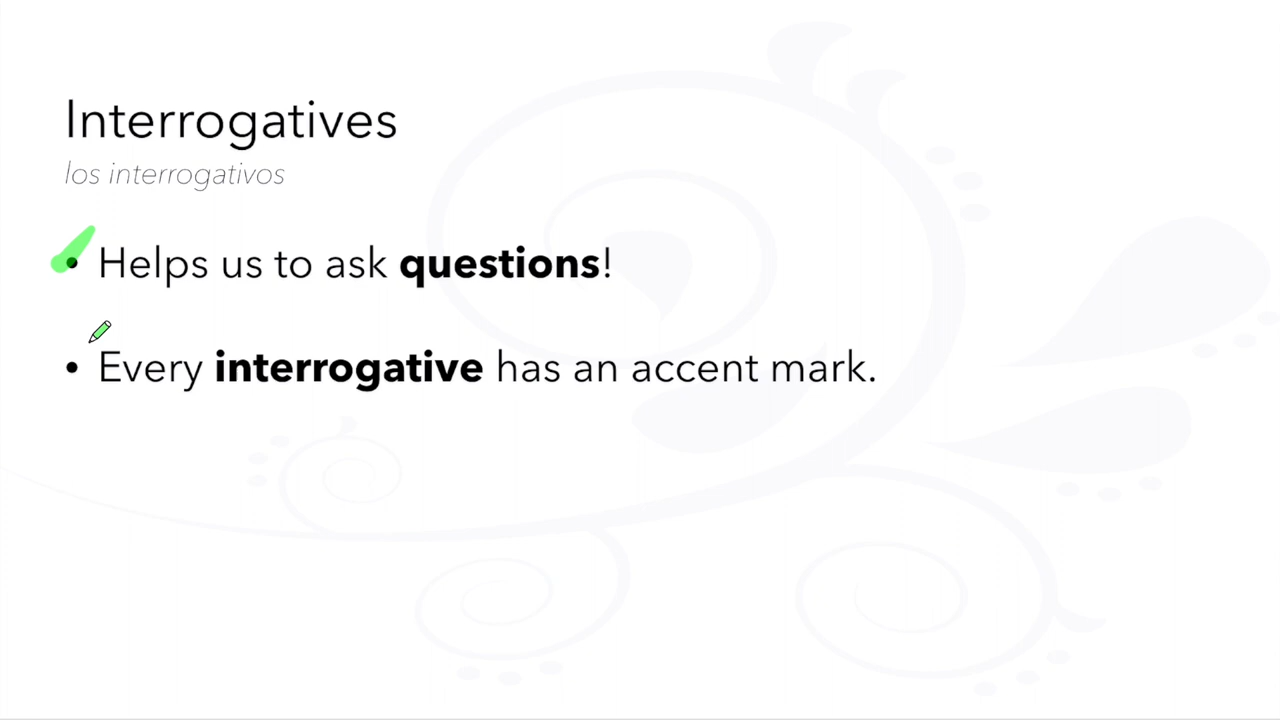 Interrogatives
los interrogativos
• Helps us to ask questions!
• Every interrogative has an accent mark.